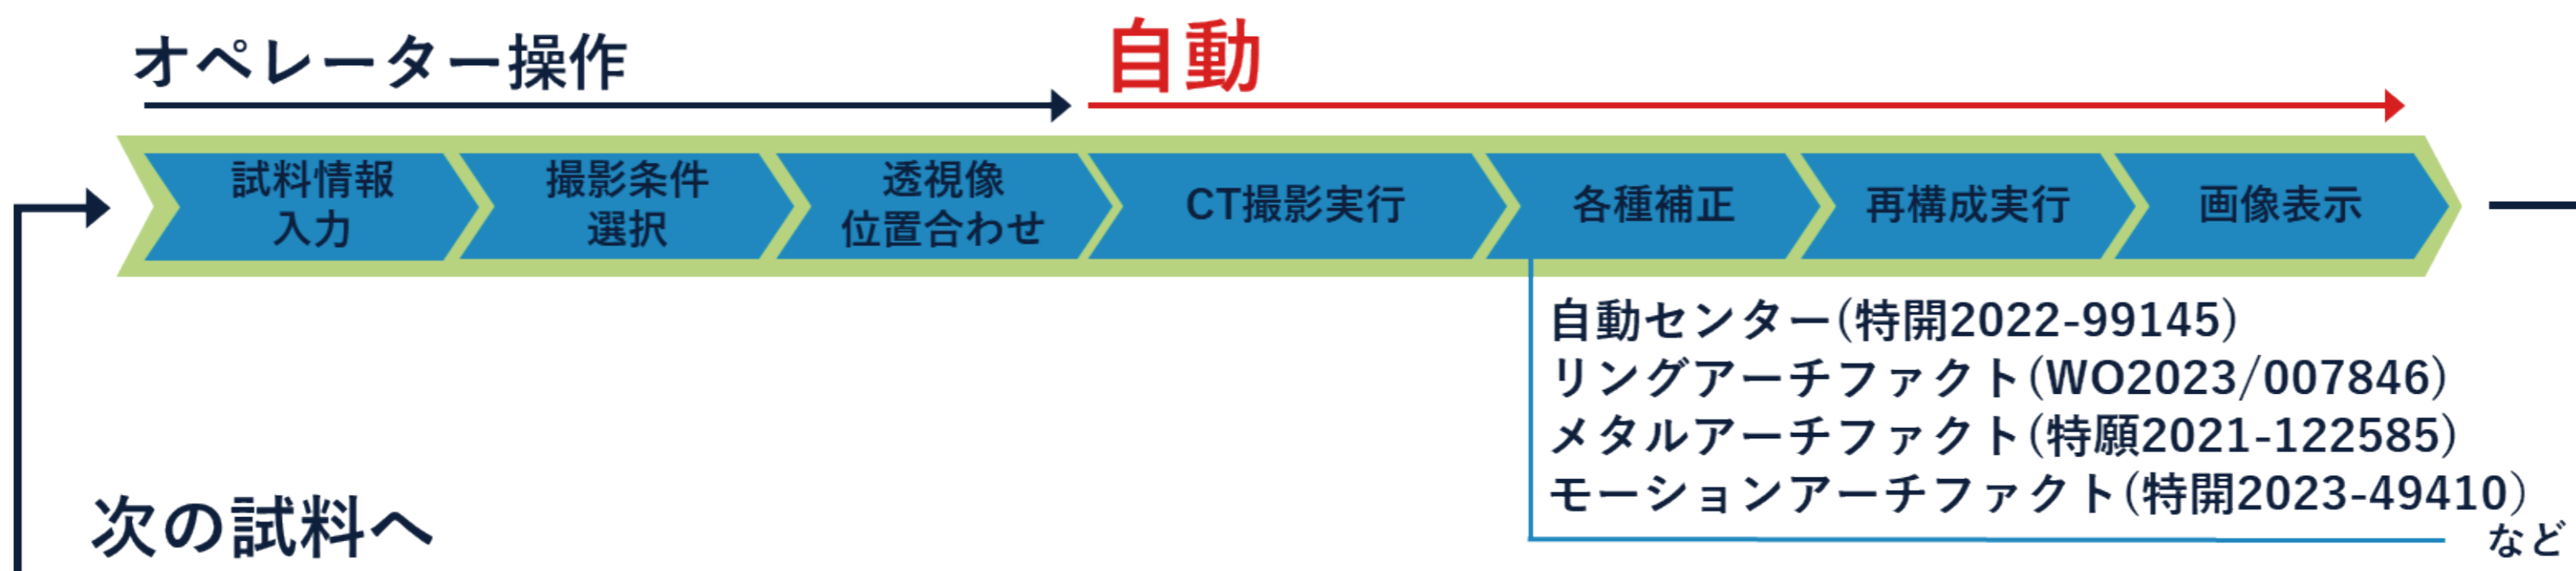 オペレーター操作
自動
試料情報
入力
撮影条件
選択
透視像
位置合わせ
CT撮影実行
各種補正
再構成実行
画像表示
自動センター(特開2022-99145)
リングアーチファクト(WO2023/007846)
メタルアーチファクト(特願2021-122585)
モーションアーチファクト(特開2023-49410)
など
次の試料へ